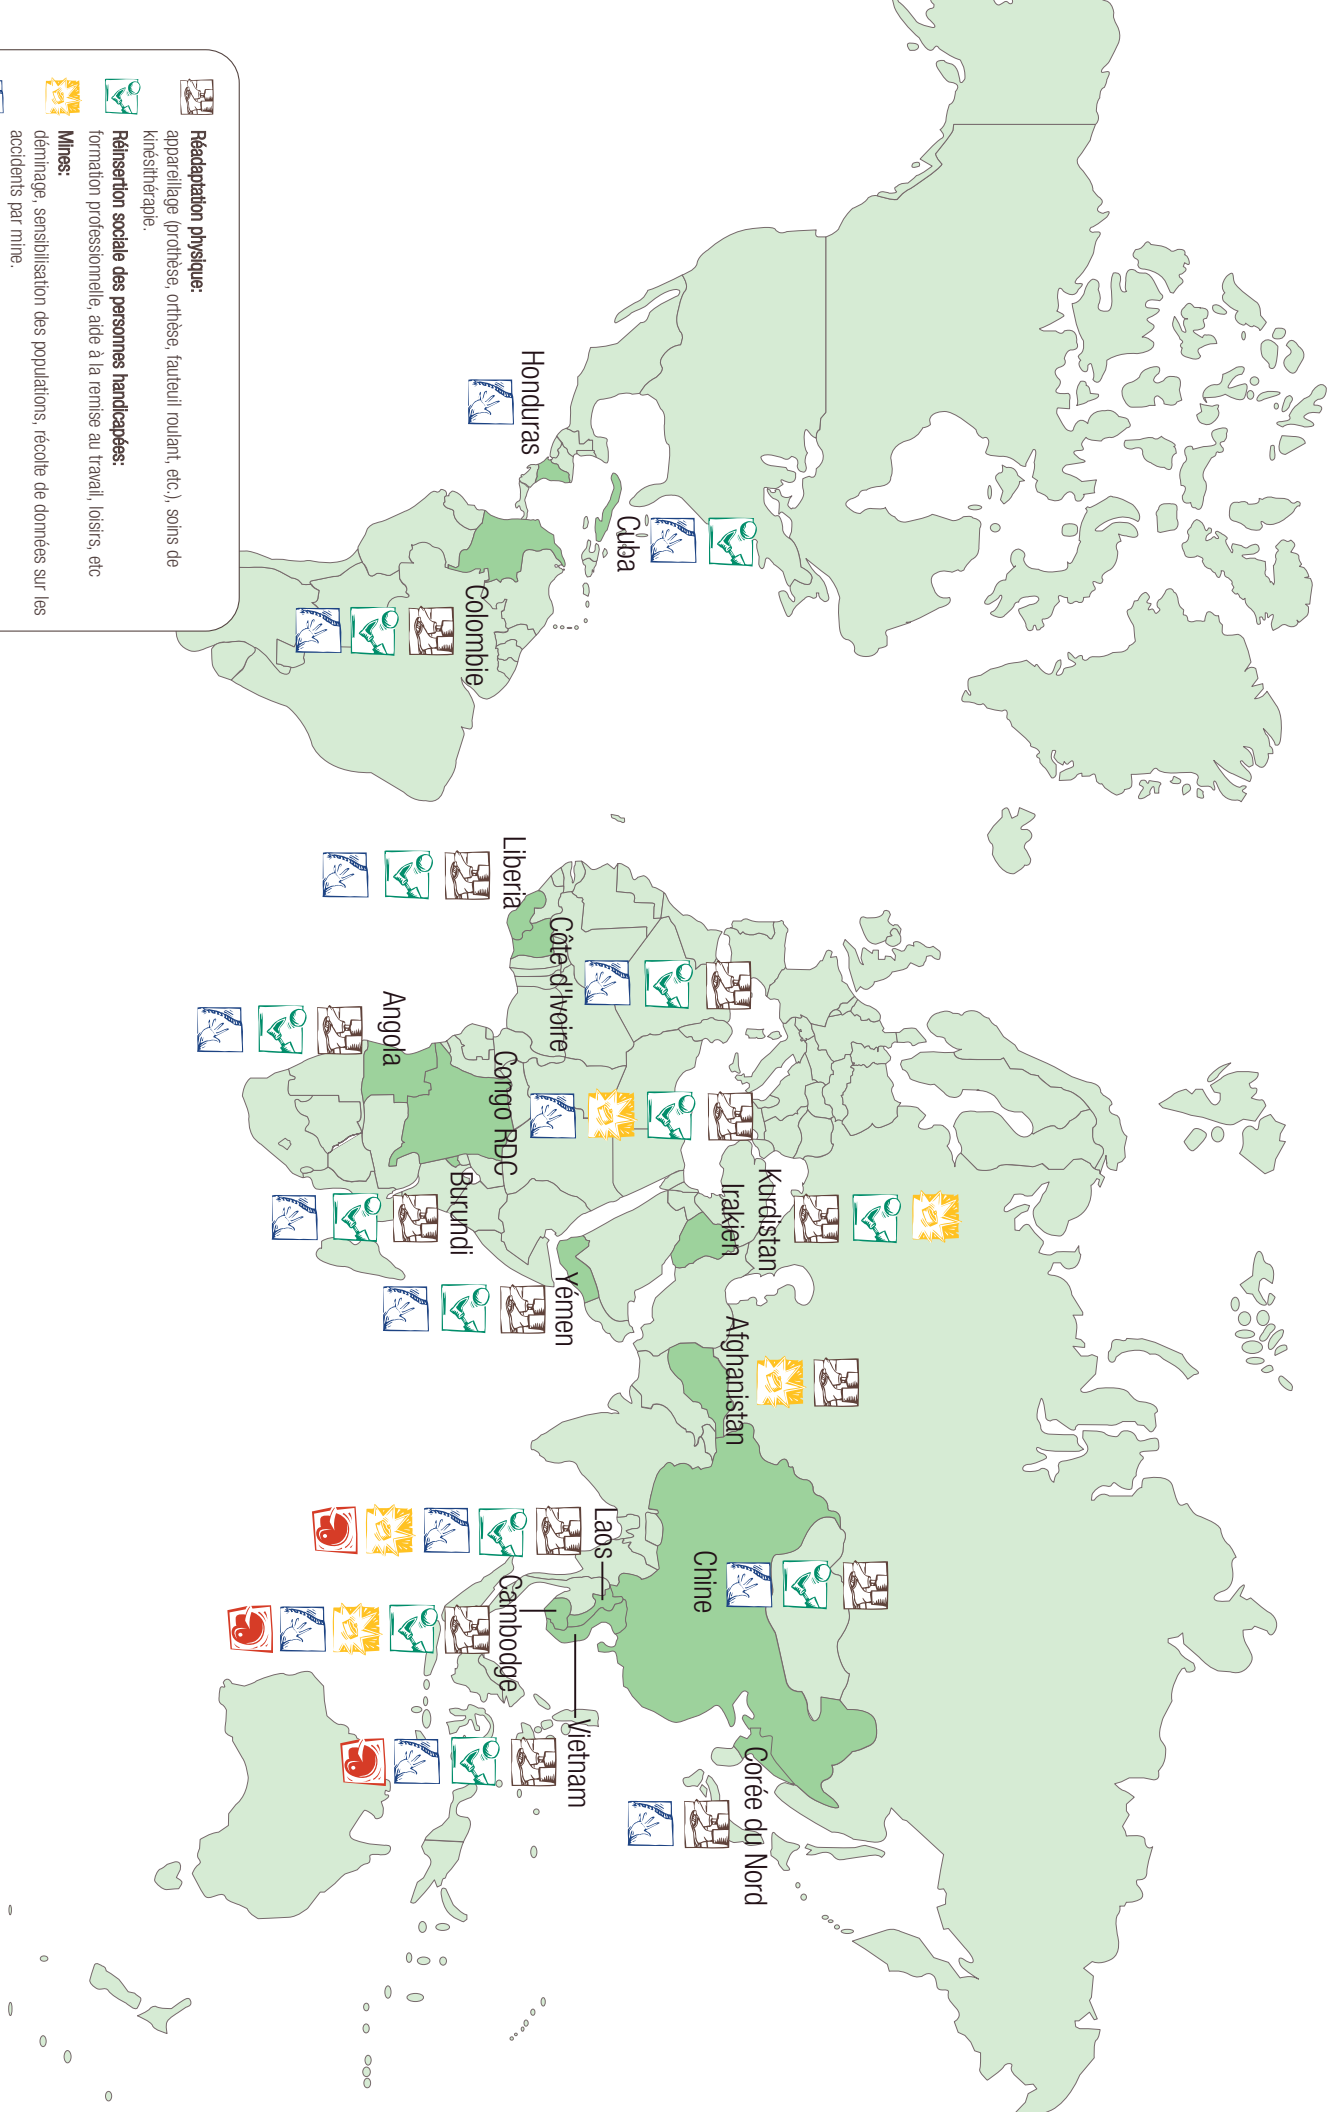 Honduras
Cuba
Colombie
Liberia
Côte d'Ivoire
Angola
Congo RDC
Burundi
Kurdistan
Irakien
Yémen
Afghanistan
Laos
Chine
Cambodge
Vietnam
Corée du Nord
Réadaptation physique:
appareillage (prothèse, orthèse, fauteuil roulant, etc.), soins de
kinésithérapie.
Réinsertion sociale des personnes handicapées:
formation professionnelle, aide à la remise au travail, loisirs, etc
Mines:
déminage, sensibilisation des populations, récolte de données sur les
accidents par mine.